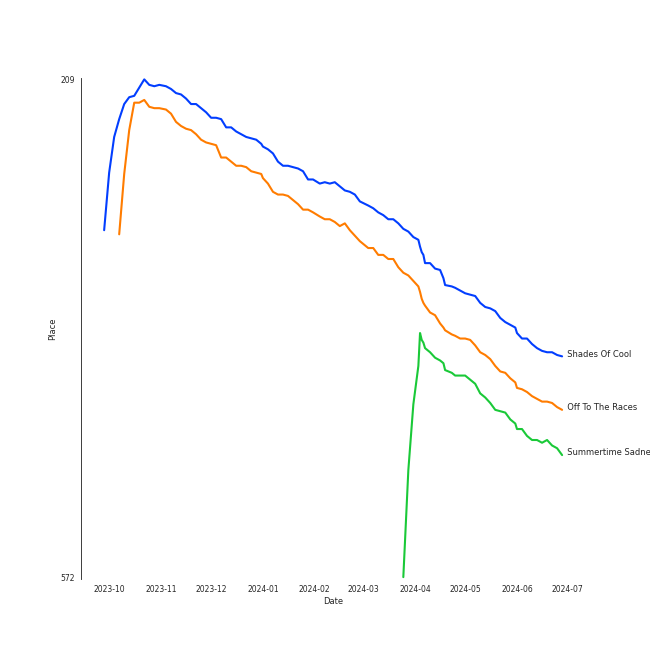 209
Place
572
2023-10 2023-11 2023-12 2024-01 2024-02 2024-03 2024-04 2024-05 2024-06 2024-07
Date
Shades Of Cool
Off To The Races
Summertime Sadne